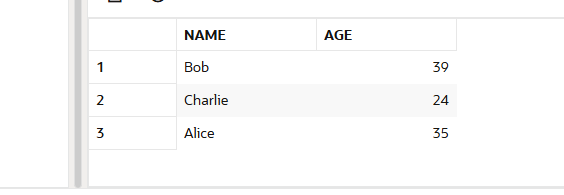 NAME AGE
1 Bob 39
2 Charlie 24
3 Alice 35